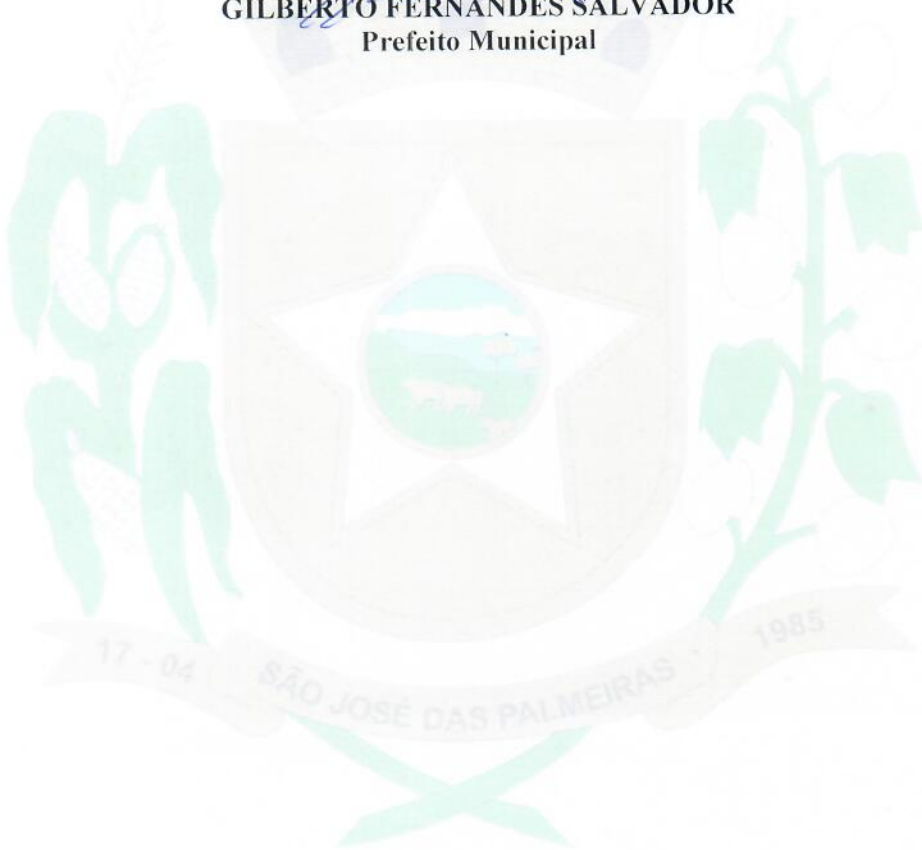 GILBERTO FERNANDES SALVADOR
Prefeito Municipal
17 - 04
SÃO JOSÉ DAS PALMEIRAS
1985